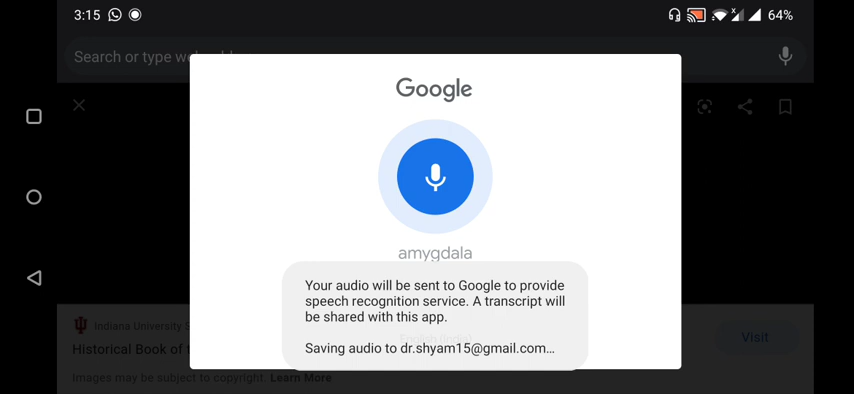 3:15
64%
Search or type we
Google
amygdala
Your audio will be sent to Google to provide
speech recognition service. A transcript will
be shared with this app.
English (India)
Saving audio to dr.shyam15@gmail.com…
Indiana University S
Historical Book of
Visit
Images may be subject to copyright. Learn More